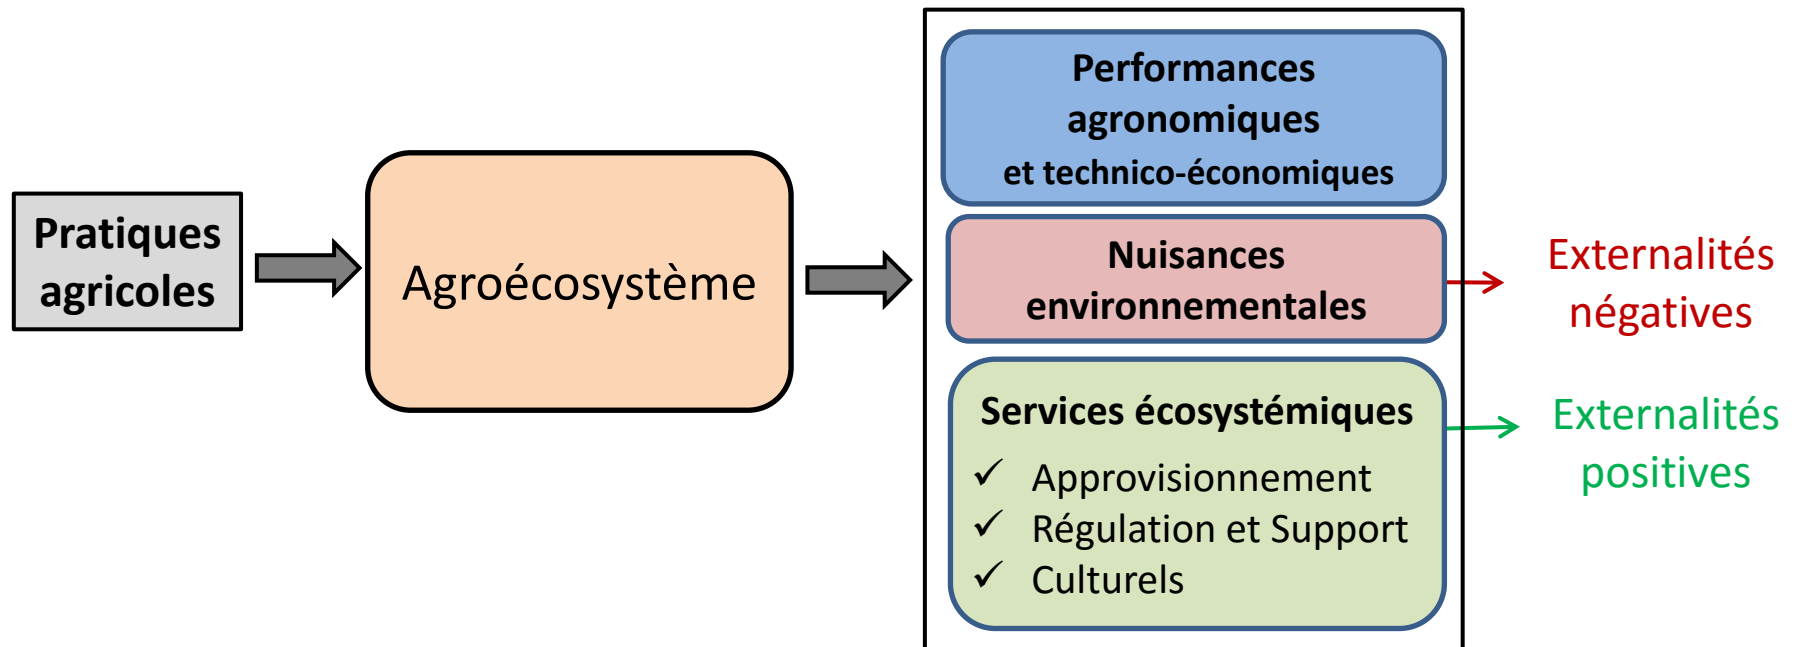 Pratiques
agricoles
Agroécosystème
Performances
agronomiques
et technico-économiques
Nuisances
environnementales
Externalités
négatives
Services écosystémiques
✓ Approvisionnement
✓ Régulation et Support
✓ Culturels
Externalités
positives